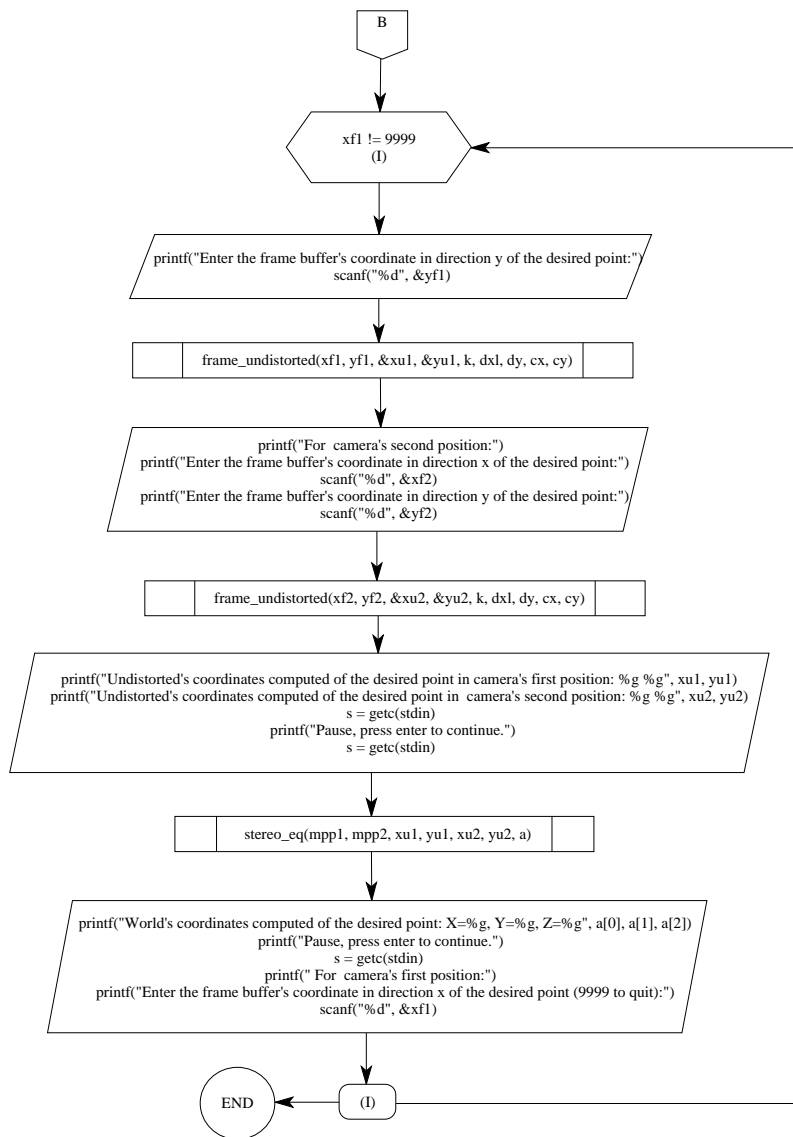 B
xf1 != 9999
(I)
printf("Enter the frame buffer's coordinate in direction y of the desired point:")
scanf("%d", &yf1)
frame_undistorted(xf1, yf1, &xu1, &yu1, k, dxl, dy, cx, cy)
printf("For  camera's second position:")
printf("Enter the frame buffer's coordinate in direction x of the desired point:")
scanf("%d", &xf2)
printf("Enter the frame buffer's coordinate in direction y of the desired point:")
scanf("%d", &yf2)
frame_undistorted(xf2, yf2, &xu2, &yu2, k, dxl, dy, cx, cy)
printf("Undistorted's coordinates computed of the desired point in camera's first position: %g %g", xu1, yu1)
printf("Undistorted's coordinates computed of the desired point in  camera's second position: %g %g", xu2, yu2)
s = getc(stdin)
printf("Pause, press enter to continue.")
s = getc(stdin)
stereo_eq(mpp1, mpp2, xu1, yu1, xu2, yu2, a)
printf("World's coordinates computed of the desired point: X=%g, Y=%g, Z=%g", a[0], a[1], a[2])
printf("Pause, press enter to continue.")
s = getc(stdin)
printf(" For  camera's first position:")
printf("Enter the frame buffer's coordinate in direction x of the desired point (9999 to quit):")
scanf("%d", &xf1)
END
(I)